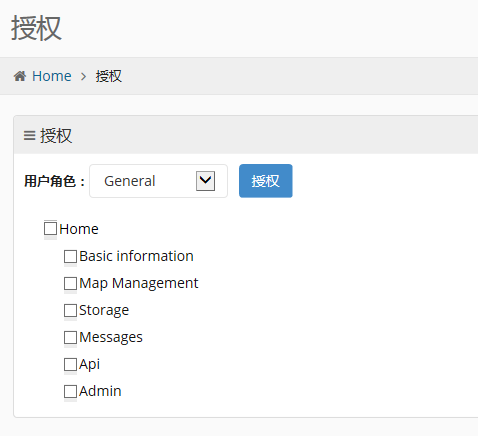 授权
Home > 授权
授权
用户角色： General 授权
Home
Basic information
Map Management
Storage
Messages
Api
Admin